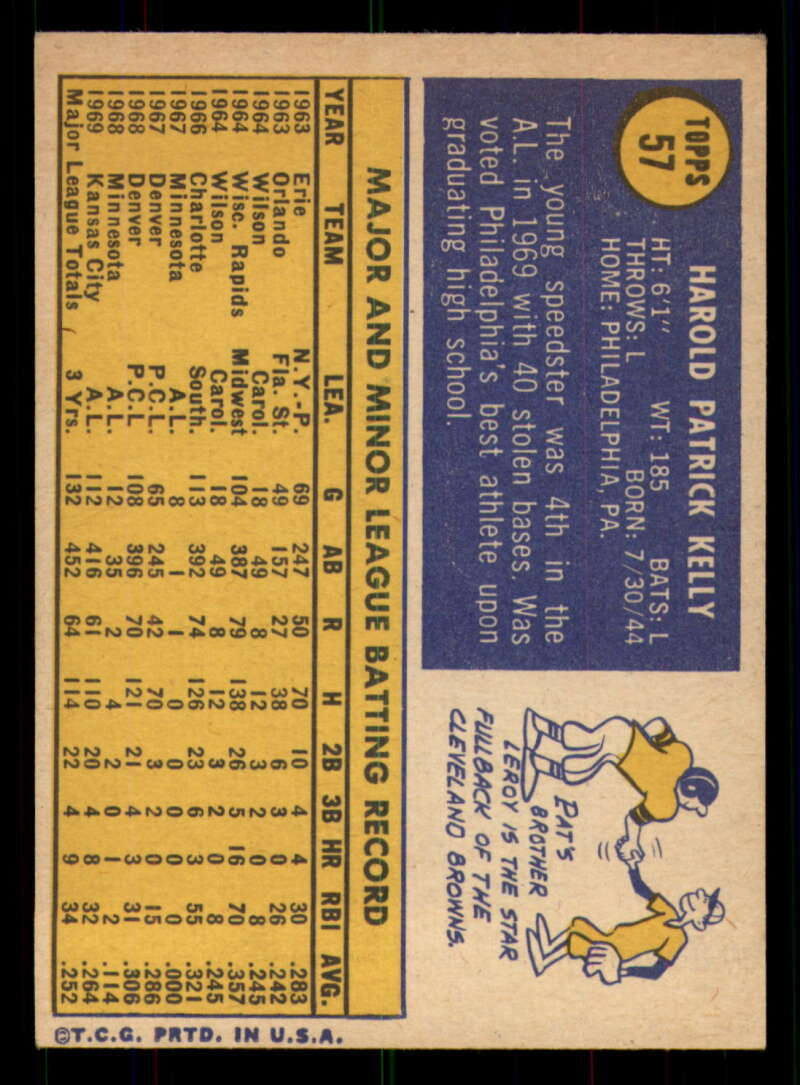 TOPPS
57
HAROLD PATRICK KELLY
HT: 6'1" WT: 185 BATS: L
THROWS: L BORN: 7/30/44
HOME: PHILADELPHIA, PA.
The young speedster was 4th in the
A.L. in 1969 with 40 stolen bases. Was
voted Philadelphia's best athlete upon
graduating high school.
PAT'S
BROTHER
LEROY IS THE STAR
FULLBACK OF THE
CLEVELAND BROWNS.
MAJOR AND MINOR LEAGUE BATTING RECORD
YEAR TEAM LEA. G AB R H 2B 3B HR RBI AVG.
1963 Erie N.Y.-P. 69 247 50 70 10 4 4 30 .283
1963 Orlando Fla. St. 49 157 27 38 6 3 0 26 .242
1964 Wilson Carol. 18 49 8 12 3 2 0 8 .245
1964 Wisc. Rapids Midwest 104 387 79 138 26 5 16 70 .357
1964 Wilson Carol. 18 49 8 12 3 2 0 8 .245
1966 Charlotte South. 113 392 74 126 23 6 3 55 .321
1967 Minnesota A.L. 8 1 1 0 0 0 0 0 .000
1967 Denver P.C.L. 65 245 42 70 3 2 0 15 .286
1968 Denver P.C.L 108 396 70 121 21 4 3 31 .306
1968 Minnesota A.L. 12 35 2 4 2 0 1 2 .114
1969 Kansas City A.L. 112 416 61 110 20 4 8 32 .264
Major League Totals 3 Yrs. 132 452 64 114 22 4 9 34 .252
©T.C.G. PRTD. IN U.S.A.